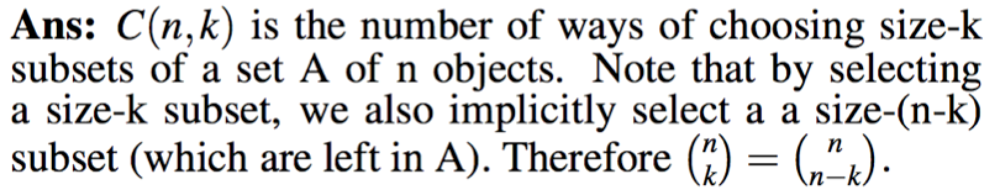 Ans: C(n,k) is the number of ways of choosing size-k
subsets of a set A of n objects. Note that by selecting
a size-k subset, we also implicitly select a a size-(n-k)
subset (which are left in A). Therefore \binom{n}{k} = \binom{n}{n-k}.